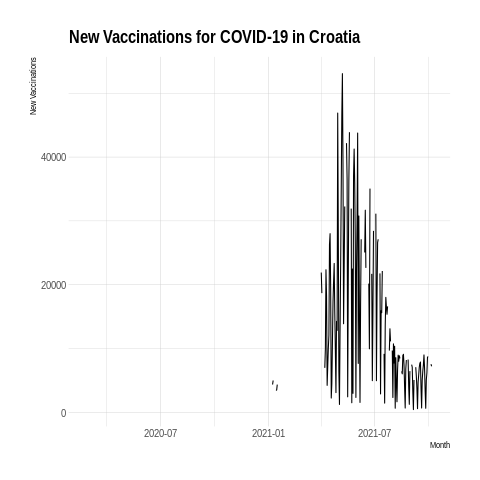 New Vaccinations for COVID-19 in Croatia
New Vaccinations
40000
20000
0
2020-07
2021-01
2021-07
Month